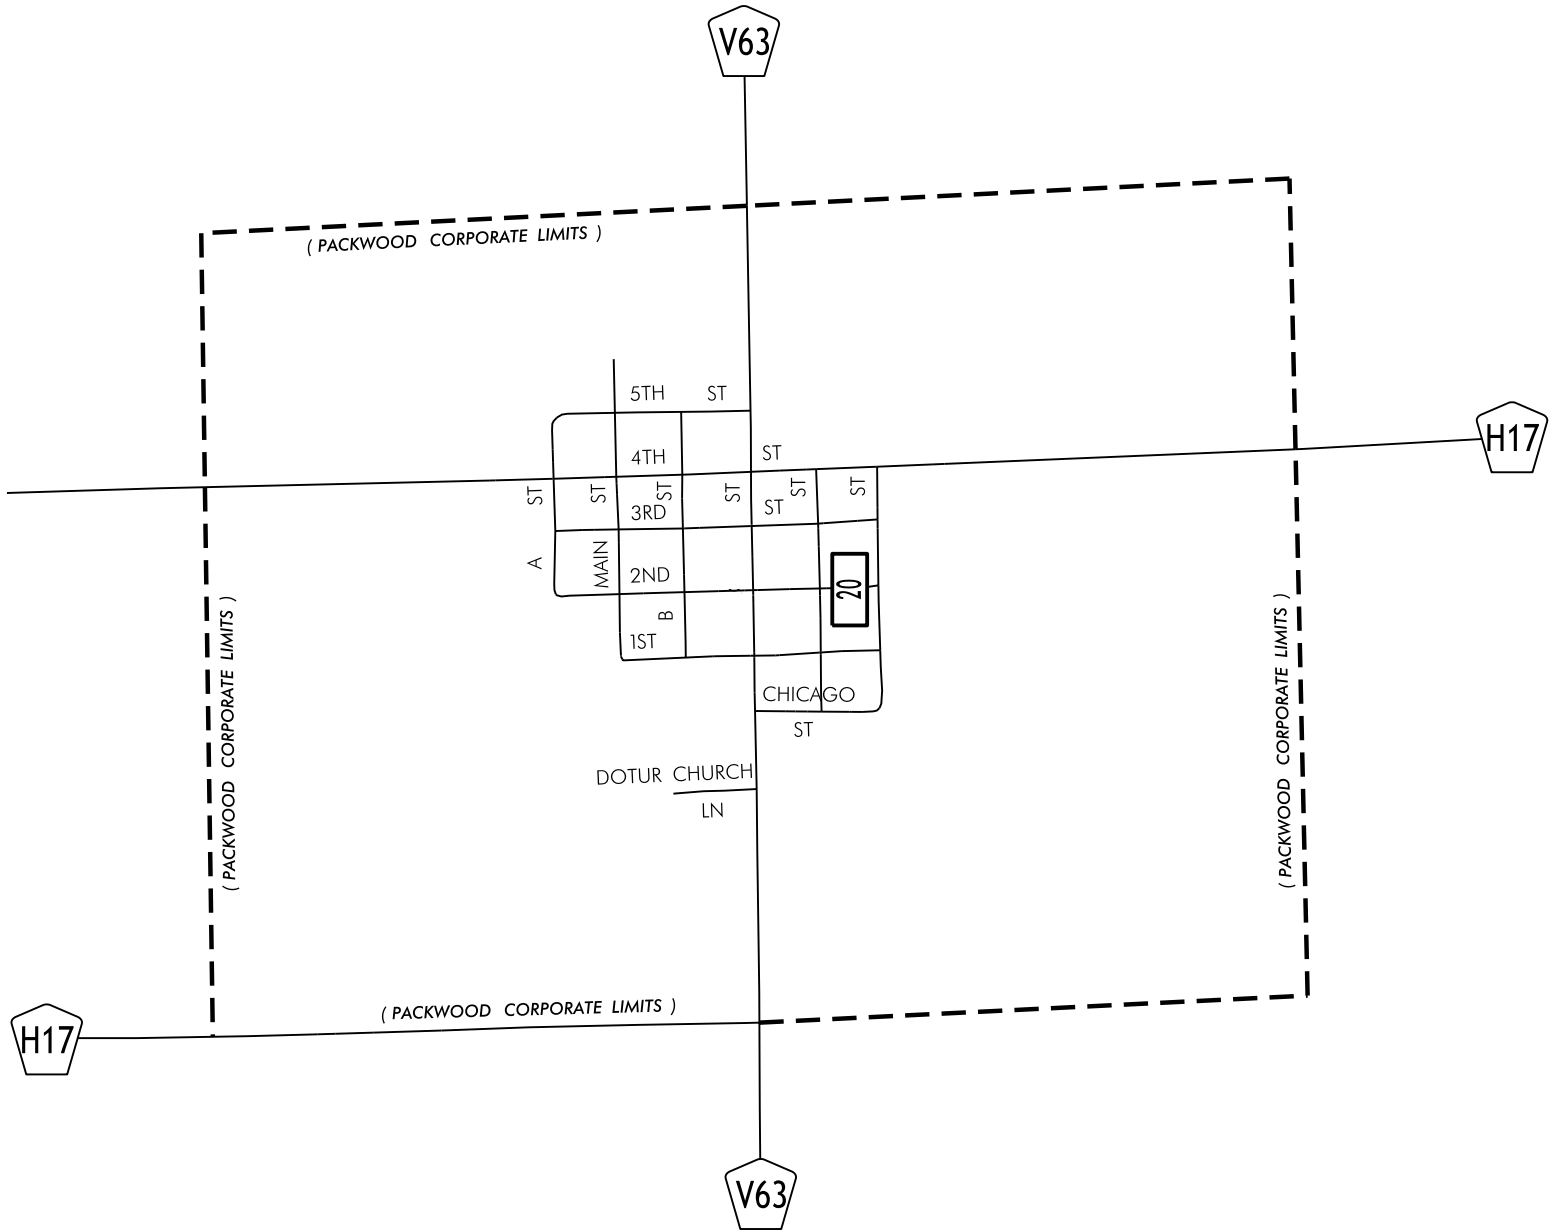 V63
( PACKWOOD CORPORATE LIMITS )
5TH ST
4TH ST
H17
ST ST ST ST ST ST
3RD ST
A
MAIN
2ND
20
B
1ST
CHICAGO
ST
DOTUR CHURCH
LN
( PACKWOOD CORPORATE LIMITS )
( PACKWOOD CORPORATE LIMITS )
( PACKWOOD CORPORATE LIMITS )
H17
V63